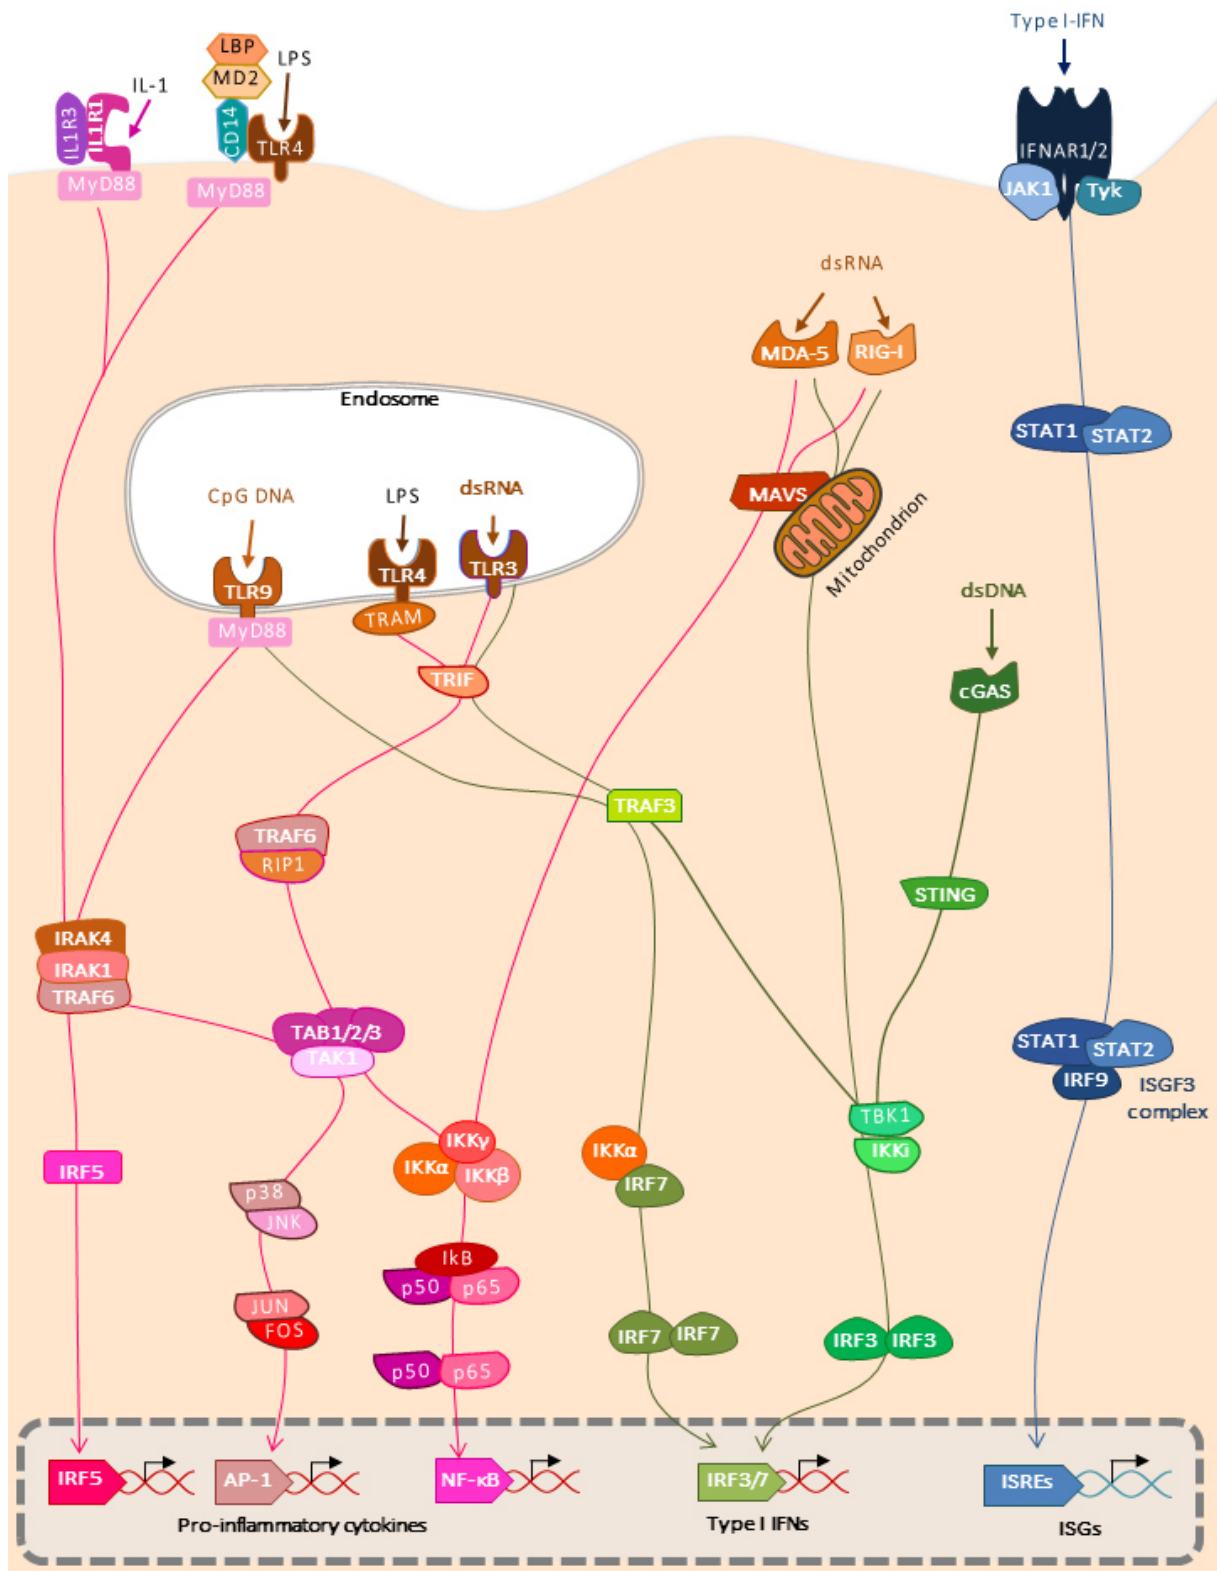 Type I-IFN
LBP
LPS
MD2
IL-1
IL1R3
IL1R1
CD14
TLR4
IFNAR1/2
MyD88
MyD88
JAK1
Tyk
dsRNA
MDA-5
RIG-I
Endosome
STAT1
STAT2
CpG DNA
LPS
dsRNA
MAVS
Mitochondrion
TLR9
TLR4
TLR3
dsDNA
TRAM
MyD88
TRIF
cGAS
TRAF3
TRAF6
RIP1
STING
IRAK4
IRAK1
TRAF6
TAB1/2/3
TAK1
STAT1
STAT2
IRF9
ISGF3
complex
TBK1
IKKi
IKKγ
IKKα
IKKβ
IKKα
IRF7
IRF5
p38
JNK
IkB
p50
p65
JUN
FOS
IRF7
IRF7
IRF3
IRF3
p50
p65
IRF5
AP-1
NF-κB
IRF3/7
ISREs
Pro-inflammatory cytokines
Type I IFNs
ISGs